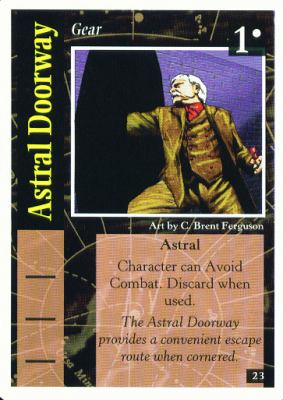 Astral Doorway
Gear
1
Art by C. Brent Ferguson
Astral
Character can Avoid
Combat. Discard when
used.
The Astral Doorway
provides a convenient escape
route when cornered.
23